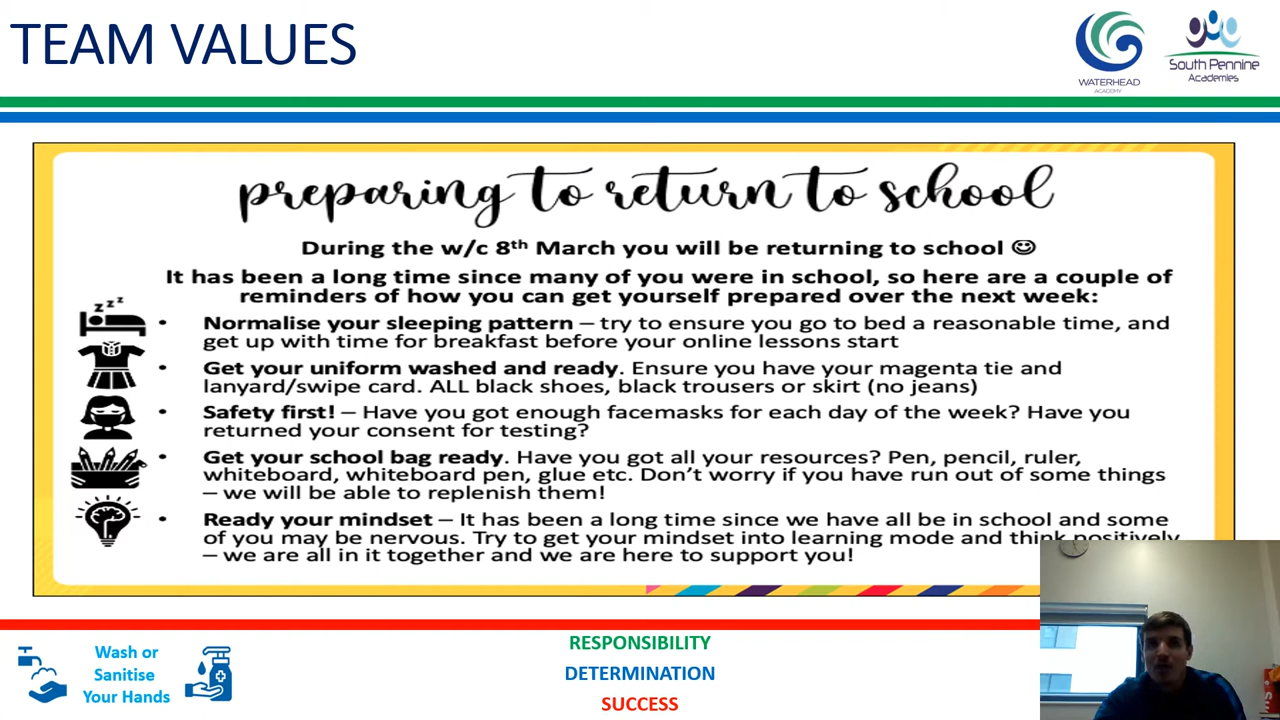 TEAM VALUES
WATERHEAD
ACADEMY
South Pennine
Academies
preparing to return to school
During the w/c 8th March you will be returning to school ☺
It has been a long time since many of you were in school, so here are a couple of
reminders of how you can get yourself prepared over the next week:
zzz
• Normalise your sleeping pattern – try to ensure you go to bed a reasonable time, and
get up with time for breakfast before your online lessons start
• Get your uniform washed and ready. Ensure you have your magenta tie and
lanyard/swipe card. ALL black shoes, black trousers or skirt (no jeans)
• Safety first! – Have you got enough facemasks for each day of the week? Have you
returned your consent for testing?
• Get your school bag ready. Have you got all your resources? Pen, pencil, ruler,
whiteboard, whiteboard pen, glue etc. Don't worry if you have run out of some things
– we will be able to replenish them!
• Ready your mindset – It has been a long time since we have all be in school and some
of you may be nervous. Try to get your mindset into learning mode and think positively
– we are all in it together and we are here to support you!
Wash or
Sanitise
Your Hands
RESPONSIBILITY
DETERMINATION
SUCCESS